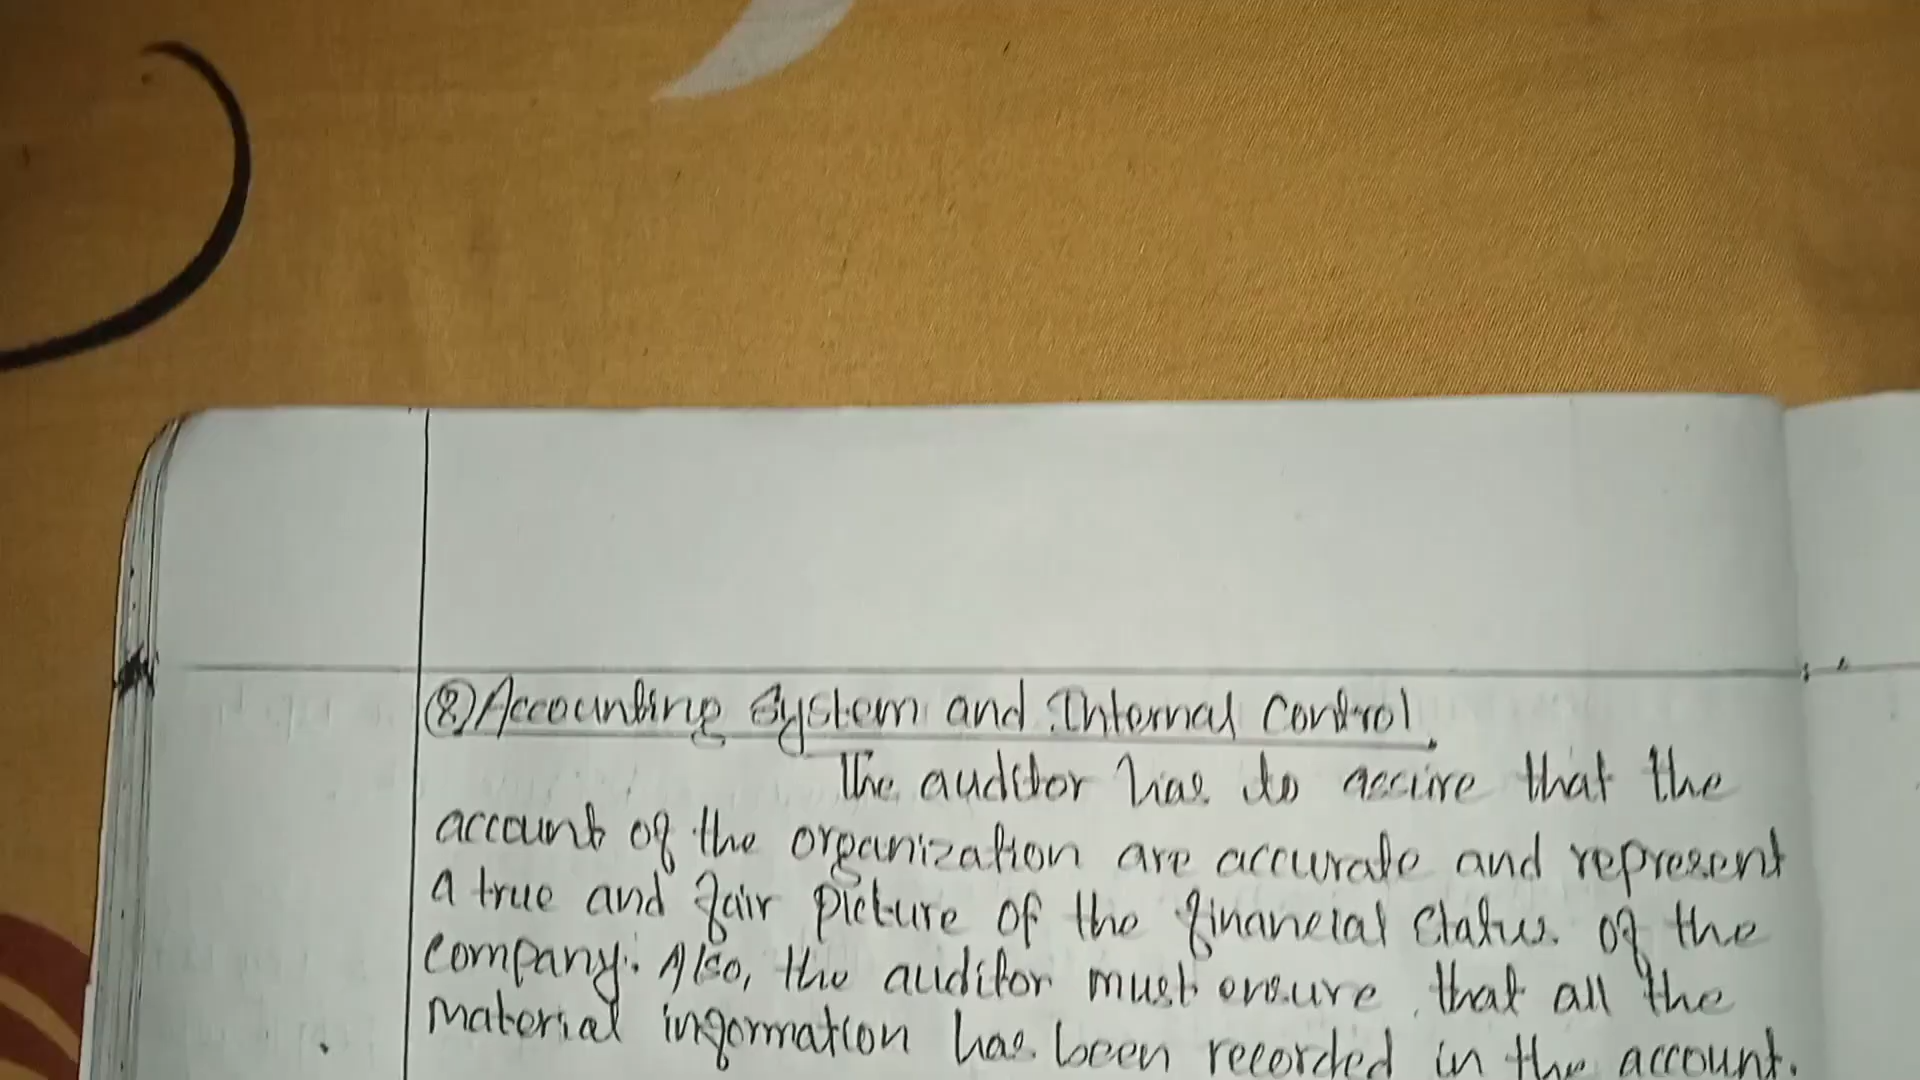 (8) Accounting System and Internal Control.
The auditor has to assure that the
account of the organization are accurate and represent
a true and fair picture of the financial status of the
company. Also, the auditor must ensure that all the
material information has been recorded in the account.